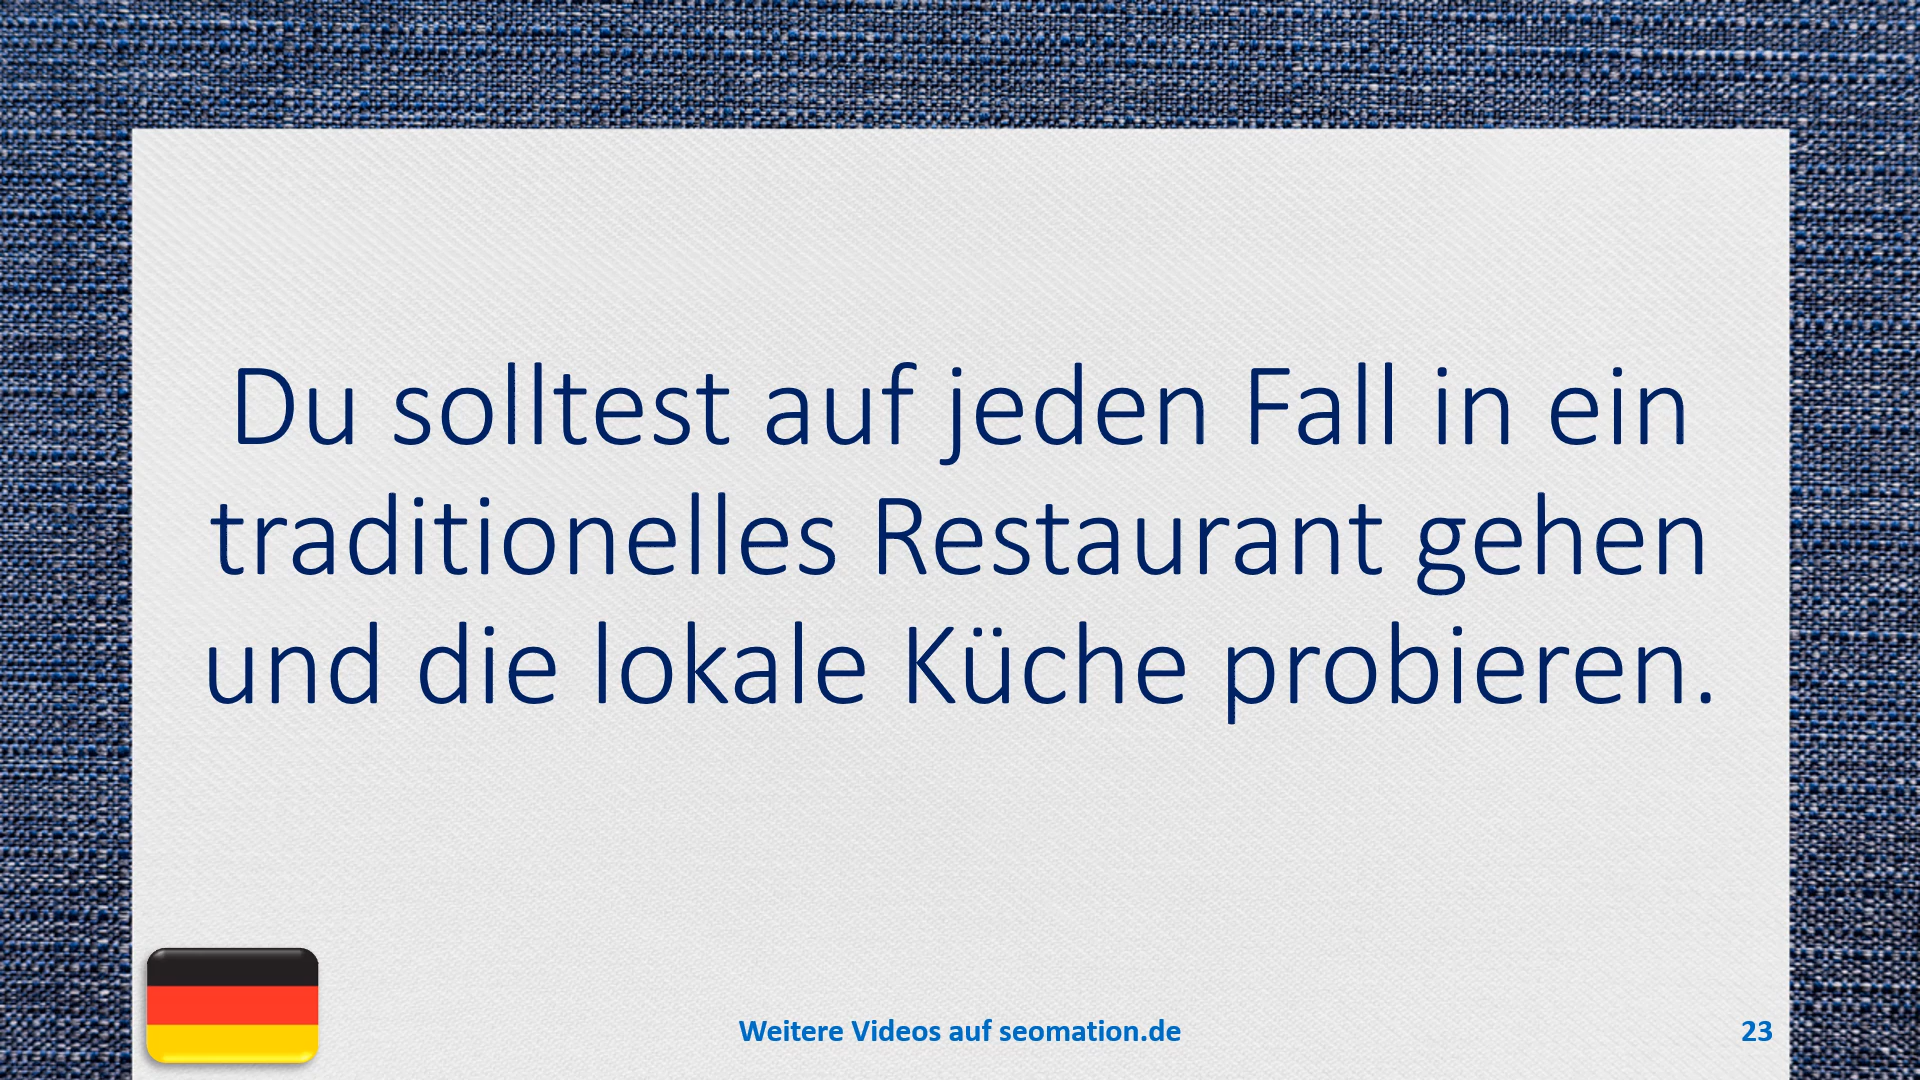 Du solltest auf jeden Fall in ein
traditionelles Restaurant gehen
und die lokale Küche probieren.
Weitere Videos auf seomation.de
23